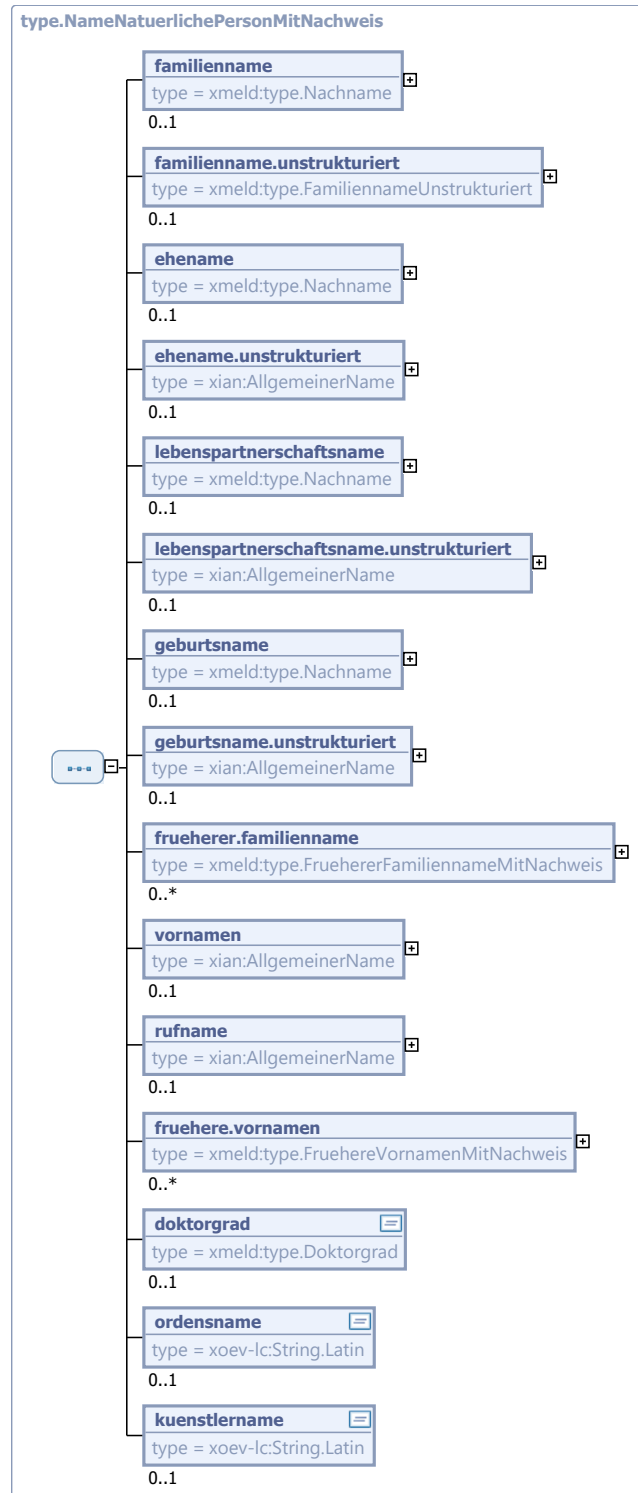 type.NameNatuerlichePersonMitNachweis
familienname
type = xmeld:type.Nachname
0..1
familienname.unstrukturiert
type = xmeld:type.FamiliennameUnstrukturiert
0..1
ehename
type = xmeld:type.Nachname
0..1
ehename.unstrukturiert
type = xian:AllgemeinerName
0..1
lebenspartnerschaftsname
type = xmeld:type.Nachname
0..1
lebenspartnerschaftsname.unstrukturiert
type = xian:AllgemeinerName
0..1
geburtsname
type = xmeld:type.Nachname
0..1
geburtsname.unstrukturiert
type = xian:AllgemeinerName
0..1
frueherer.familienname
type = xmeld:type.FruehererFamiliennameMitNachweis
0..*
vornamen
type = xian:AllgemeinerName
0..1
rufname
type = xian:AllgemeinerName
0..1
fruehere.vornamen
type = xmeld:type.FruehereVornamenMitNachweis
0..*
doktorgrad
type = xmeld:type.Doktorgrad
0..1
ordensname
type = xoev-lc:String.Latin
0..1
kuenstlername
type = xoev-lc:String.Latin
0..1